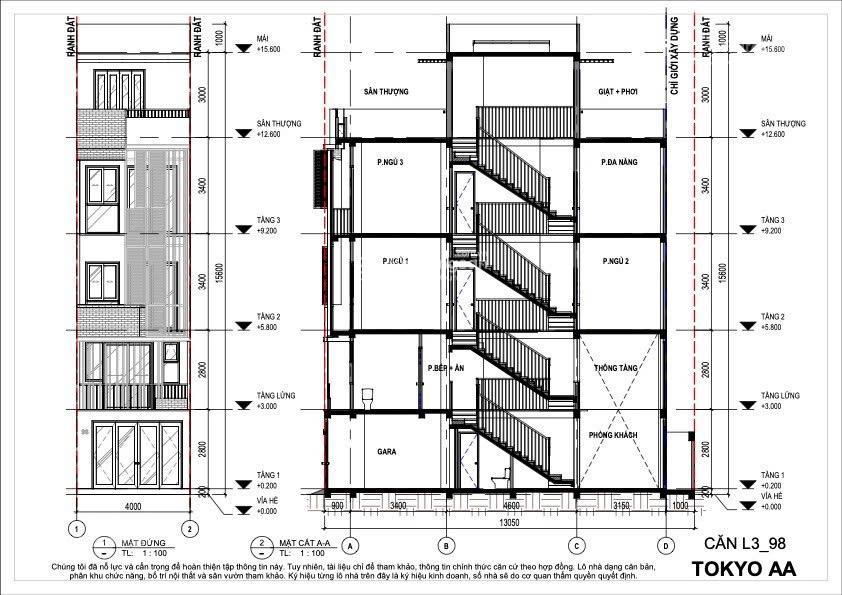 RANH ĐẤT
RANH ĐẤT
1000
MÁI
+15.600
3000
SÂN THƯỢNG
+12.600
3400
TẦNG 3
+9.200
3400
15600
TẦNG 2
+5.800
2800
TẦNG LỬNG
+3.000
2800
TẦNG 1
+0.200
200
VỈA HÈ
+0.000
98
4000
1
2
1
MẶT ĐỨNG
TL: 1 : 100
RANH ĐẤT
CHỈ GIỚI XÂY DỰNG
RANH ĐẤT
1000
MÁI
+15.600
SÂN THƯỢNG
GIẶT + PHƠI
3000
SÂN THƯỢNG
+12.600
P.NGỦ 3
P.ĐA NĂNG
3400
TẦNG 3
+9.200
P.NGỦ 1
P.NGỦ 2
3400
15600
TẦNG 2
+5.800
P.BẾP + ĂN
THÔNG TẦNG
2800
TẦNG LỬNG
+3.000
GARA
PHÒNG KHÁCH
2800
TẦNG 1
+0.200
200
VỈA HÈ
+0.000
900
3400
4600
3150
1000
13050
A
B
C
D
2
MẶT CẮT A-A
TL: 1 : 100
CĂN L3_98
TOKYO AA
Chúng tôi đã nỗ lực và cẩn trọng để hoàn thiện tập thông tin này. Tuy nhiên, tài liệu chỉ để tham khảo, thông tin chính thức căn cứ theo hợp đồng. Lô nhà dạng căn bản,
phân khu chức năng, bố trí nội thất và sân vườn tham khảo. Ký hiệu từng lô nhà trên đây là ký hiệu kinh doanh, số nhà sẽ do cơ quan thẩm quyền quyết định.